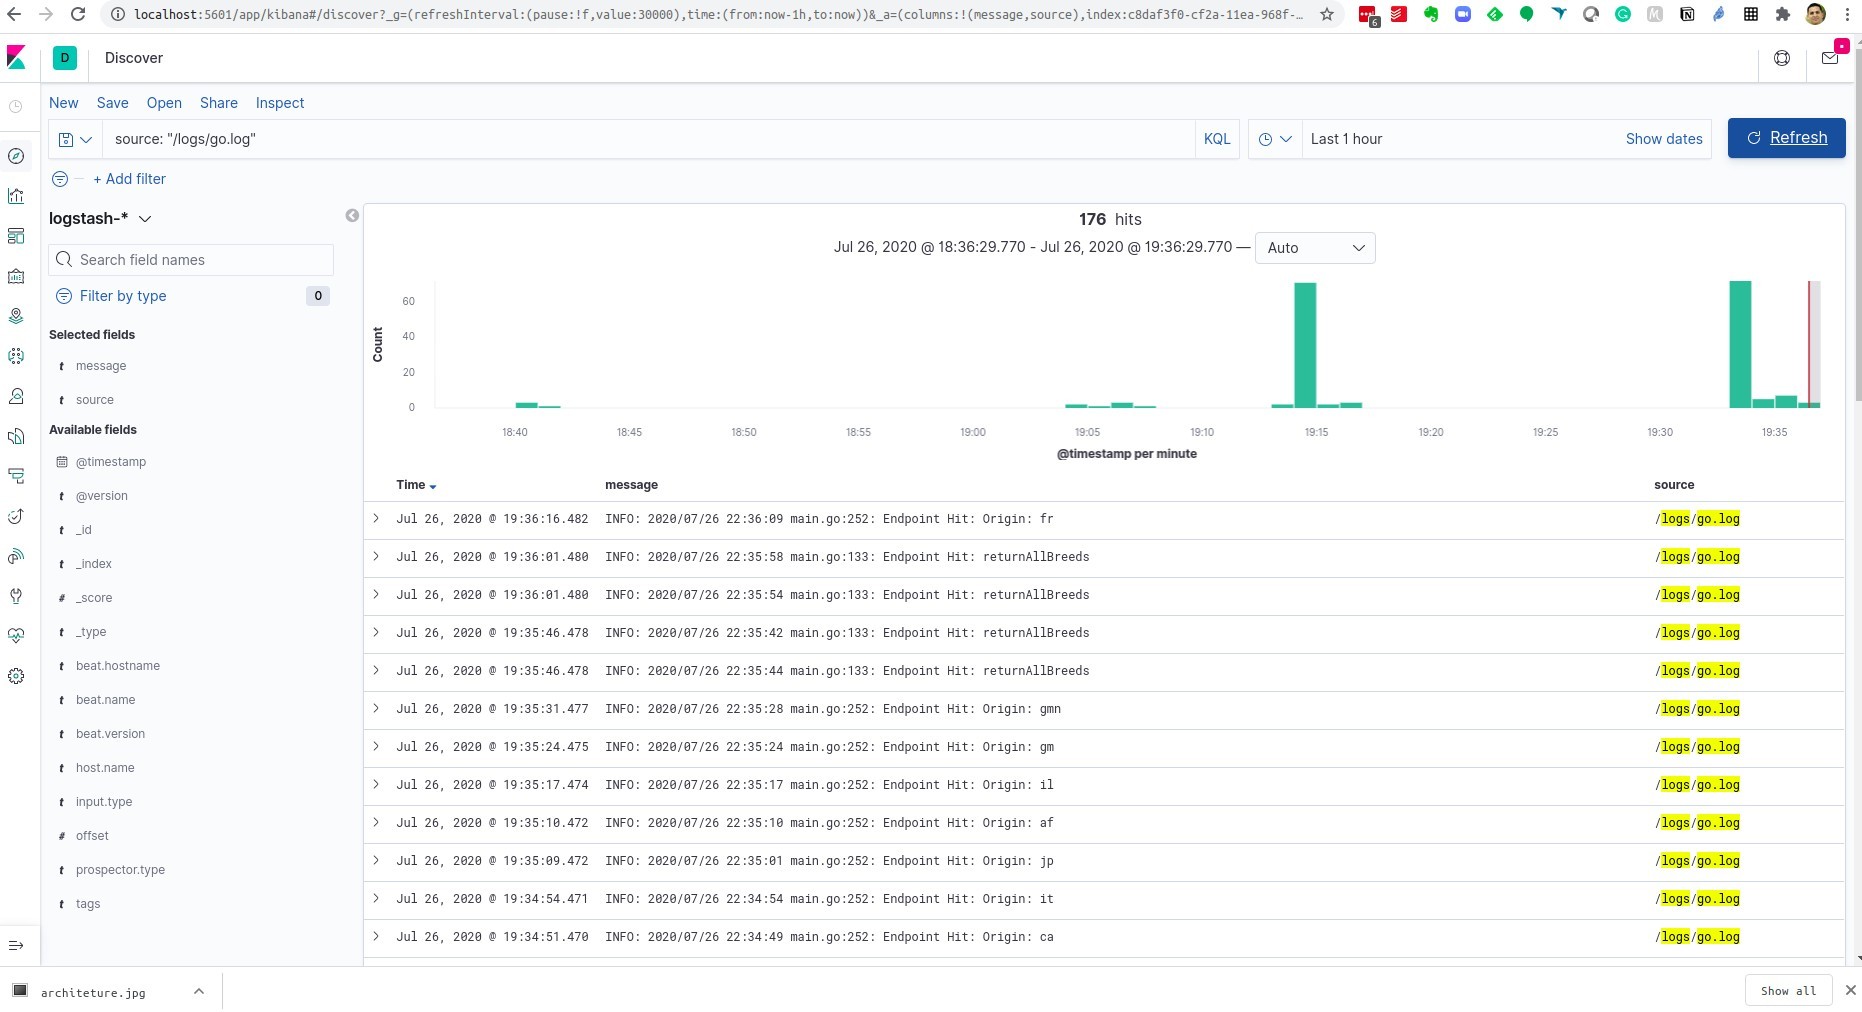 localhost:5601/app/kibana#/discover?_g=(refreshInterval:(pause:!f,value:30000),time:(from:now-1h,to:now))&_a=(columns:!(message,source),index:c8daf3f0-cf2a-11ea-968f-...
6
D Discover
New Save Open Share Inspect
source: "/logs/go.log" KQL Last 1 hour Show dates Refresh
+ Add filter
logstash-*
Search field names
Filter by type 0
Selected fields
t message
t source
Available fields
@timestamp
t @version
t _id
t _index
# _score
t _type
t beat.hostname
t beat.name
t beat.version
t host.name
t input.type
# offset
t prospector.type
t tags
176 hits
Jul 26, 2020 @ 18:36:29.770 - Jul 26, 2020 @ 19:36:29.770 — Auto
Count
60
40
20
0
18:40 18:45 18:50 18:55 19:00 19:05 19:10 19:15 19:20 19:25 19:30 19:35
@timestamp per minute
Time message source
Jul 26, 2020 @ 19:36:16.482 INFO: 2020/07/26 22:36:09 main.go:252: Endpoint Hit: Origin: fr /logs/go.log
Jul 26, 2020 @ 19:36:01.480 INFO: 2020/07/26 22:35:58 main.go:133: Endpoint Hit: returnAllBreeds /logs/go.log
Jul 26, 2020 @ 19:36:01.480 INFO: 2020/07/26 22:35:54 main.go:133: Endpoint Hit: returnAllBreeds /logs/go.log
Jul 26, 2020 @ 19:35:46.478 INFO: 2020/07/26 22:35:42 main.go:133: Endpoint Hit: returnAllBreeds /logs/go.log
Jul 26, 2020 @ 19:35:46.478 INFO: 2020/07/26 22:35:44 main.go:133: Endpoint Hit: returnAllBreeds /logs/go.log
Jul 26, 2020 @ 19:35:31.477 INFO: 2020/07/26 22:35:28 main.go:252: Endpoint Hit: Origin: gmn /logs/go.log
Jul 26, 2020 @ 19:35:24.475 INFO: 2020/07/26 22:35:24 main.go:252: Endpoint Hit: Origin: gm /logs/go.log
Jul 26, 2020 @ 19:35:17.474 INFO: 2020/07/26 22:35:17 main.go:252: Endpoint Hit: Origin: il /logs/go.log
Jul 26, 2020 @ 19:35:10.472 INFO: 2020/07/26 22:35:10 main.go:252: Endpoint Hit: Origin: af /logs/go.log
Jul 26, 2020 @ 19:35:09.472 INFO: 2020/07/26 22:35:01 main.go:252: Endpoint Hit: Origin: jp /logs/go.log
Jul 26, 2020 @ 19:34:54.471 INFO: 2020/07/26 22:34:54 main.go:252: Endpoint Hit: Origin: it /logs/go.log
Jul 26, 2020 @ 19:34:51.470 INFO: 2020/07/26 22:34:49 main.go:252: Endpoint Hit: Origin: ca /logs/go.log
architeture.jpg Show all